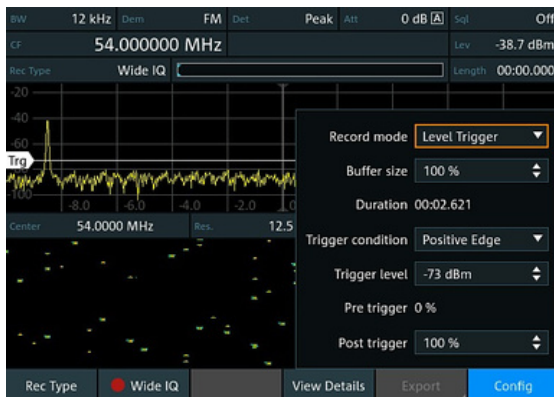 BW 12 kHz Dem FM Det Peak Att 0 dB A Sql Off
CF 54.000000 MHz Lev -38.7 dBm
Rec Type Wide IQ Length 00:00.000
-20
-40
-60
Trg
-100
-8.0 -6.0 -4.0 -2.0
Center 54.0000 MHz Res. 12.5
Record mode Level Trigger
Buffer size 100 %
Duration 00:02.621
Trigger condition Positive Edge
Trigger level -73 dBm
Pre trigger 0 %
Post trigger 100 %
Rec Type Wide IQ View Details Export Config